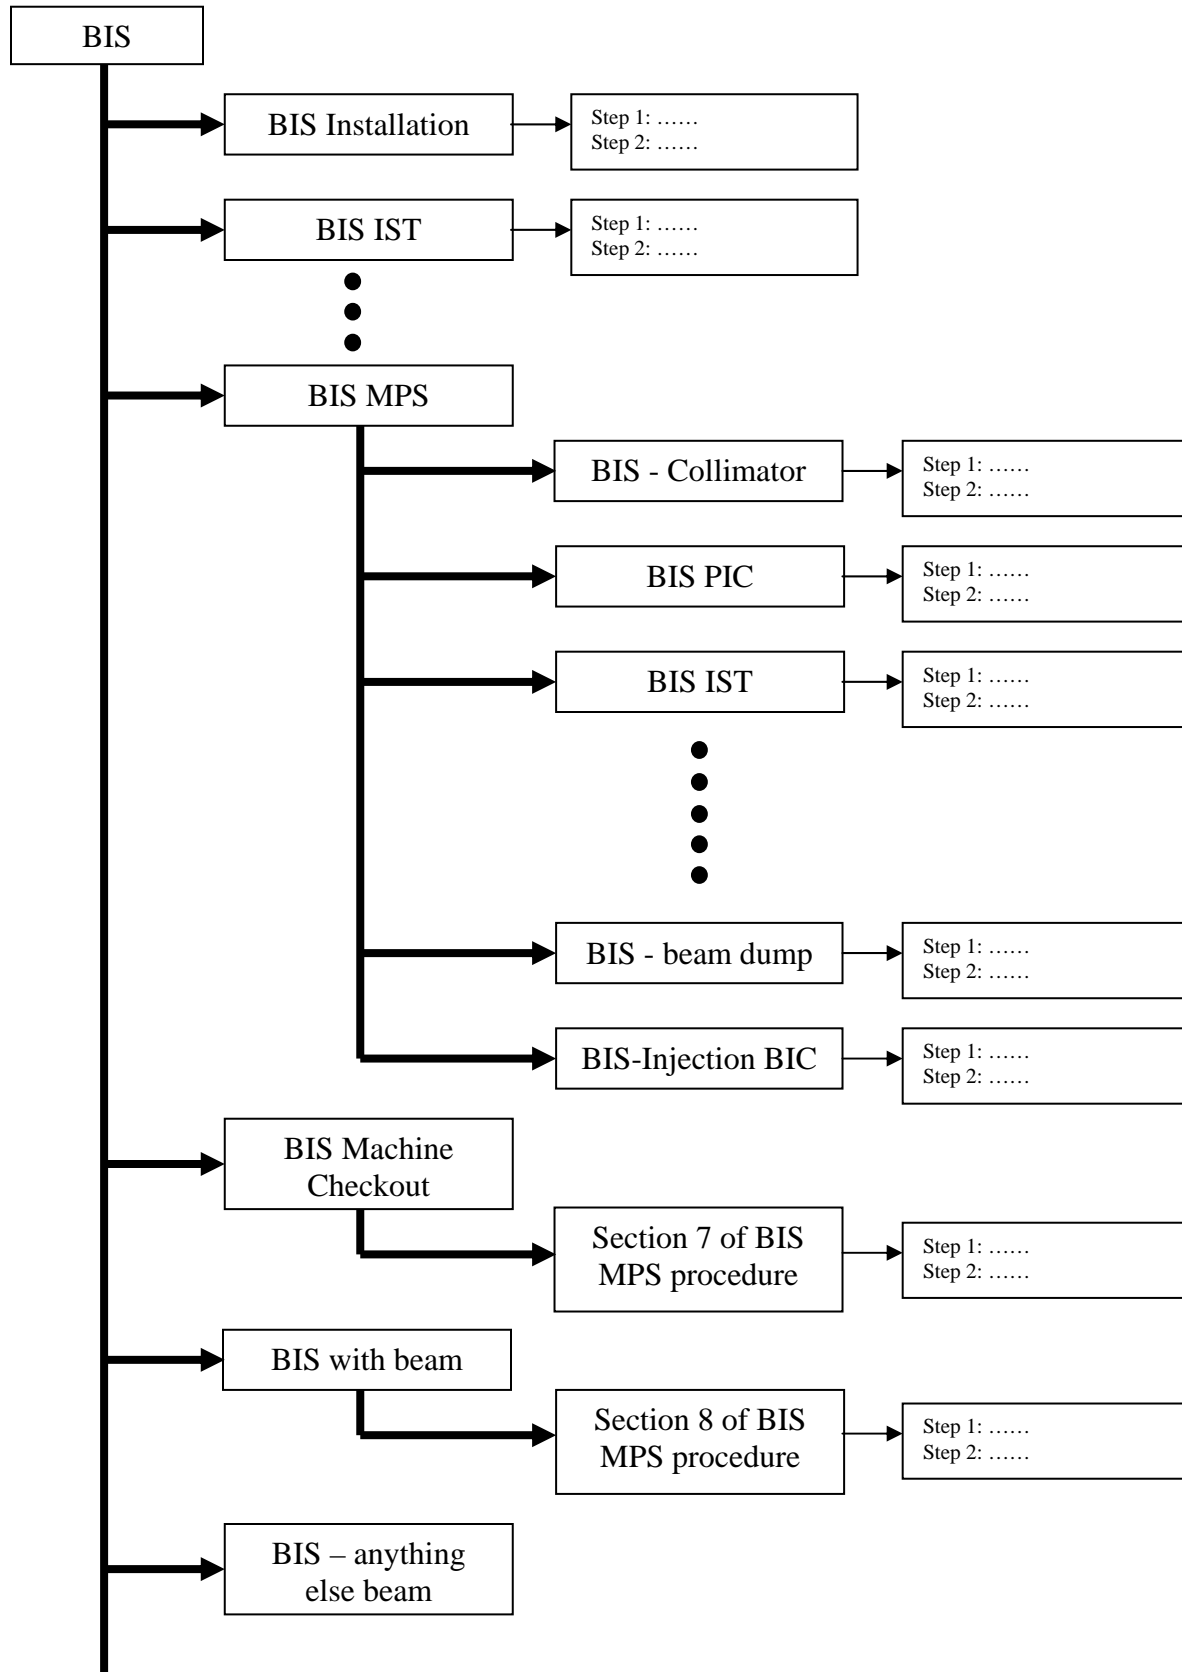 BIS
BIS Installation
Step 1: ……
Step 2: ……
BIS IST
Step 1: ……
Step 2: ……
BIS MPS
BIS - Collimator
Step 1: ……
Step 2: ……
BIS PIC
Step 1: ……
Step 2: ……
BIS IST
Step 1: ……
Step 2: ……
BIS - beam dump
Step 1: ……
Step 2: ……
BIS-Injection BIC
Step 1: ……
Step 2: ……
BIS Machine
Checkout
Section 7 of BIS
MPS procedure
Step 1: ……
Step 2: ……
BIS with beam
Section 8 of BIS
MPS procedure
Step 1: ……
Step 2: ……
BIS – anything
else beam